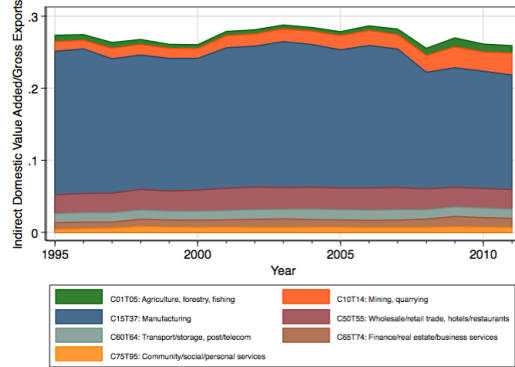 Indirect Domestic Value Added/Gross Exports
.3
.2
.1
0
1995
2000
2005
2010
Year
C01T05: Agriculture, forestry, fishing
C10T14: Mining, quarrying
C15T37: Manufacturing
C50T55: Wholesale/retail trade, hotels/restaurants
C60T64: Transport/storage, post/telecom
C65T74: Finance/real estate/business services
C75T95: Community/social/personal services